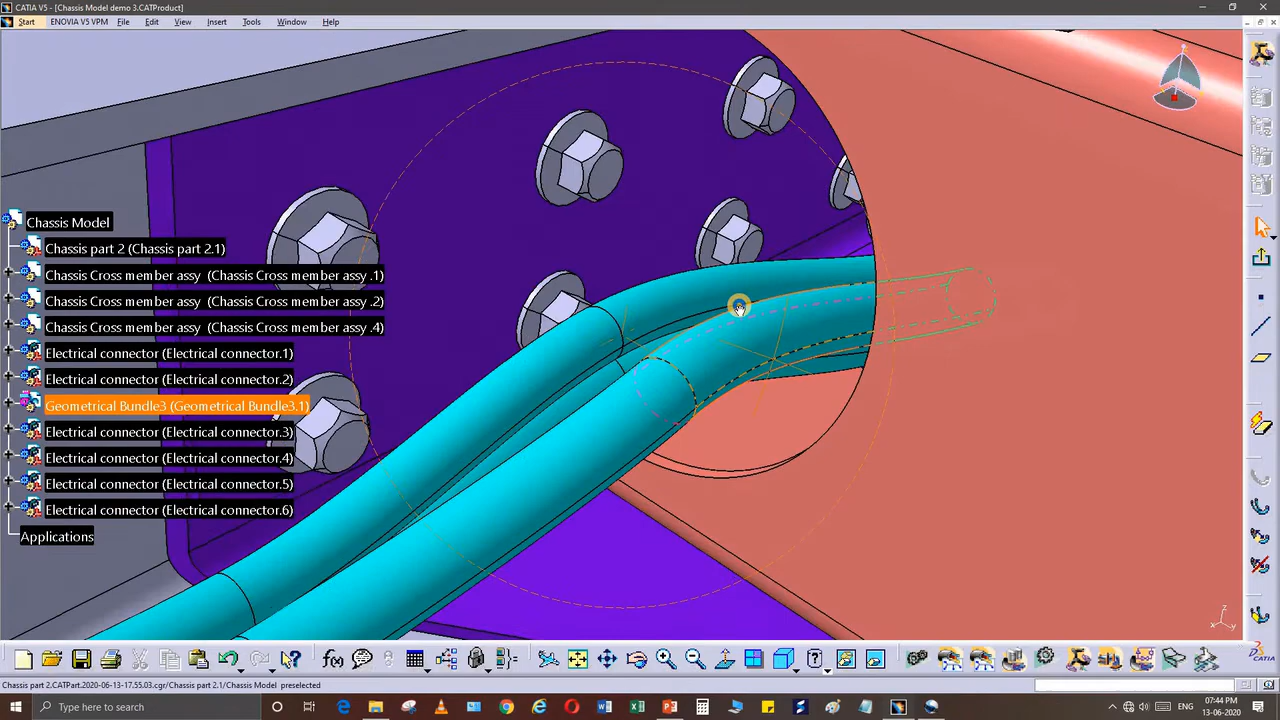 CATIA V5 - [Chassis Model demo 3.CATProduct]
Start ENOVIA V5 VPM File Edit View Insert Tools Window Help
Chassis Model
Chassis part 2 (Chassis part 2.1)
Chassis Cross member assy (Chassis Cross member assy .1)
Chassis Cross member assy (Chassis Cross member assy .2)
Chassis Cross member assy (Chassis Cross member assy .4)
Electrical connector (Electrical connector.1)
Electrical connector (Electrical connector.2)
Geometrical Bundle3 (Geometrical Bundle3.1)
Electrical connector (Electrical connector.3)
Electrical connector (Electrical connector.4)
Electrical connector (Electrical connector.5)
Electrical connector (Electrical connector.6)
Applications
z
x y
f(x)
CATIA
Chassis part 2.CATPart.2020-06-13-17.55.03.cgr/Chassis part 2.1/Chassis Model preselected
Type here to search
ENG
07:44 PM
13-06-2020